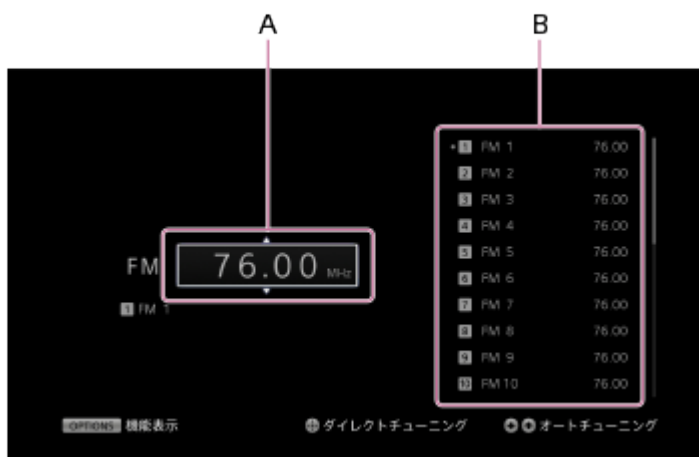 A
B
1 FM 1 76.00
2 FM 2 76.00
3 FM 3 76.00
4 FM 4 76.00
5 FM 5 76.00
6 FM 6 76.00
7 FM 7 76.00
8 FM 8 76.00
9 FM 9 76.00
10 FM 10 76.00
FM 76.00 MHz
1 FM 1
OPTIONS 機能表示 ダイレクトチューニング オートチューニング